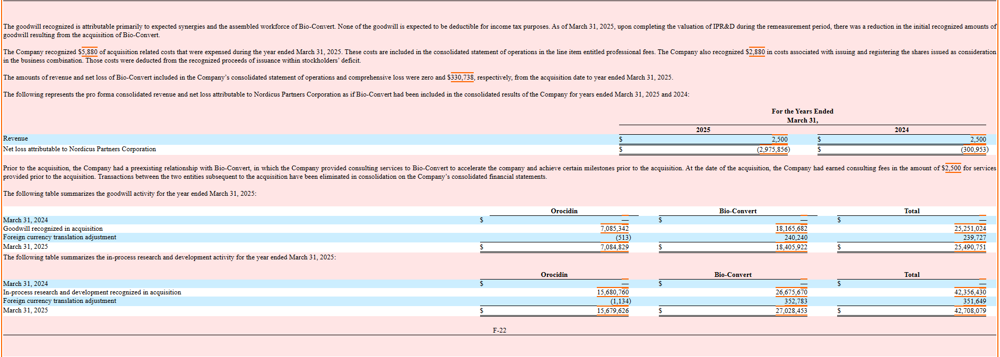 The goodwill recognized is attributable primarily to expected synergies and the assembled workforce of Bio-Convert. None of the goodwill is expected to be deductible for income tax purposes. As of March 31, 2025, upon completing the valuation of IPR&D during the remeasurement period, there was a reduction in the initial recognized amounts of
goodwill resulting from the acquisition of Bio-Convert.
The Company recognized $5,880 of acquisition related costs that were expensed during the year ended March 31, 2025. These costs are included in the consolidated statement of operations in the line item entitled professional fees. The Company also recognized $2,880 in costs associated with issuing and registering the shares issued as consideration
in the business combination. Those costs were deducted from the recognized proceeds of issuance within stockholders’ deficit.
The amounts of revenue and net loss of Bio-Convert included in the Company’s consolidated statement of operations and comprehensive loss were zero and $330,738, respectively, from the acquisition date to year ended March 31, 2025.
The following represents the pro forma consolidated revenue and net loss attributable to Nordicus Partners Corporation as if Bio-Convert had been included in the consolidated results of the Company for years ended March 31, 2025 and 2024:
For the Years Ended
March 31,
2025 2024
Revenue $ 2,500 $ 2,500
Net loss attributable to Nordicus Partners Corporation $ (2,975,856) $ (300,953)
Prior to the acquisition, the Company had a preexisting relationship with Bio-Convert, in which the Company provided consulting services to Bio-Convert to accelerate the company and achieve certain milestones prior to the acquisition. At the date of the acquisition, the Company had earned consulting fees in the amount of $2,500 for services
provided prior to the acquisition. Transactions between the two entities subsequent to the acquisition have been eliminated in consolidation on the Company’s consolidated financial statements.
The following table summarizes the goodwill activity for the year ended March 31, 2025:
Orocidin Bio-Convert Total
March 31, 2024 $ — $ — $ —
Goodwill recognized in acquisition 7,085,342 18,165,682 25,251,024
Foreign currency translation adjustment (513) 240,240 239,727
March 31, 2025 $ 7,084,829 $ 18,405,922 $ 25,490,751
The following table summarizes the in-process research and development activity for the year ended March 31, 2025:
Orocidin Bio-Convert Total
March 31, 2024 $ — $ — $ —
In-process research and development recognized in acquisition 15,680,760 26,675,670 42,356,430
Foreign currency translation adjustment (1,134) 352,783 351,649
March 31, 2025 $ 15,679,626 $ 27,028,453 $ 42,708,079
F-22